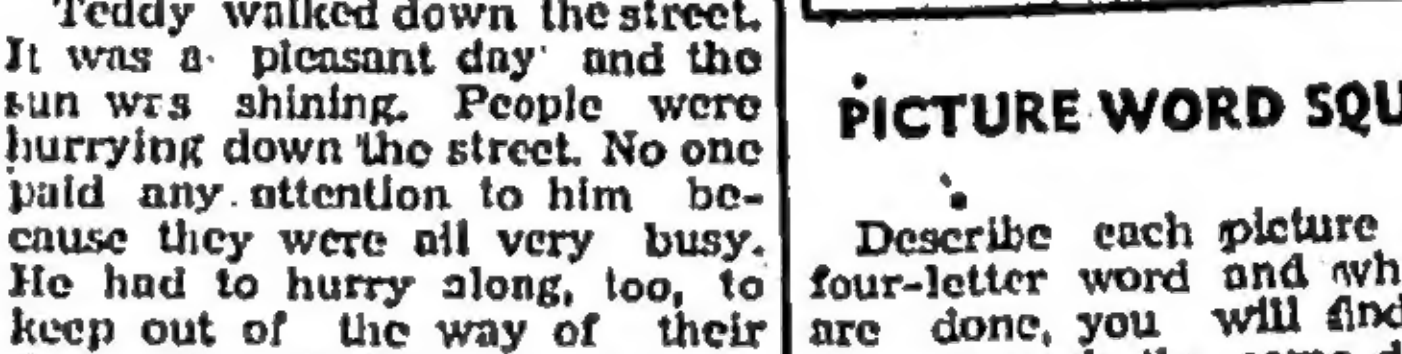 Teddy walked down the street.
It was a pleasant day and the
sun was shining. People were
hurrying down the street. No one
paid any attention to him be-
cause they were all very busy.
He had to hurry along, too, to
keep out of the way of their
PICTURE WORD SQU
Describe each picture
four-letter word and wh
are done, you will find